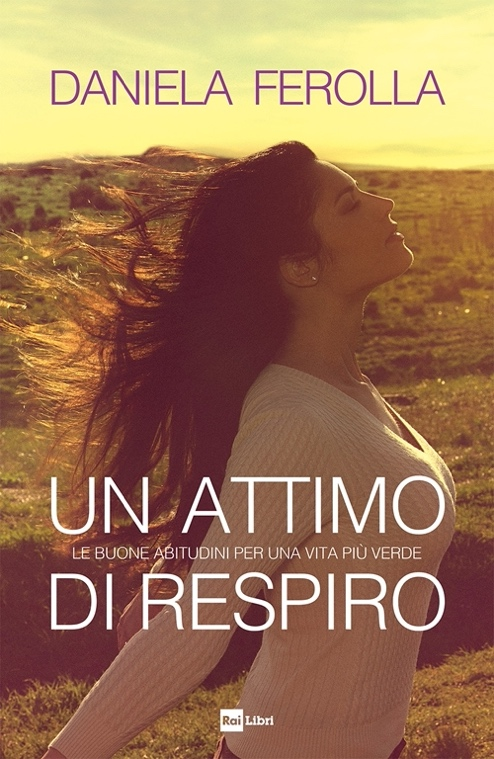 DANIELA FEROLLA
UN ATTIMO
LE BUONE ABITUDINI PER UNA VITA PIÙ VERDE
DI RESPIRO
Rai Libri